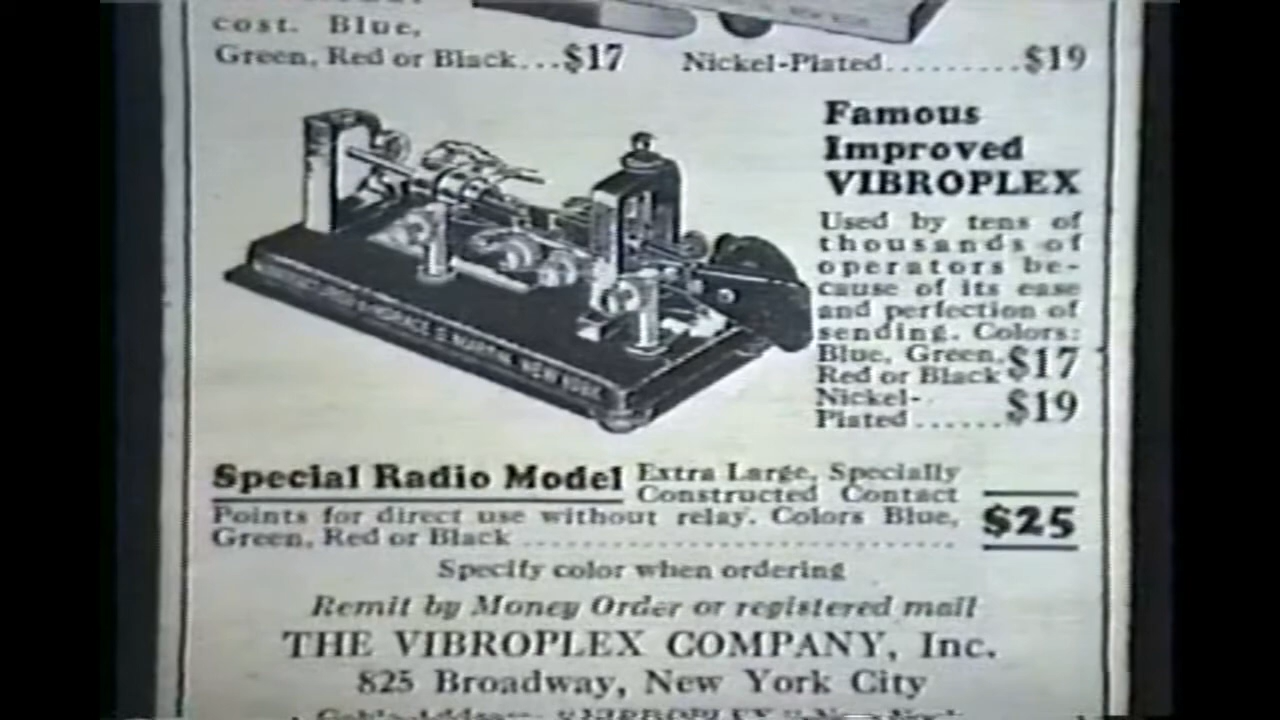 cost. Blue,
Green, Red or Black...$17
Nickel-Plated.........$19
Famous
Improved
VIBROPLEX
Used by tens of
thousands of
operators be-
cause of its ease
and perfection of
sending. Colors:
Blue, Green, $17
Red or Black
Nickel- $19
Plated......
HORACE G. MARTIN, NEW YORK
Special Radio Model Extra Large, Specially
Constructed Contact
Points for direct use without relay. Colors Blue, $25
Green, Red or Black
Specify color when ordering
Remit by Money Order or registered mail
THE VIBROPLEX COMPANY, Inc.
825 Broadway, New York City